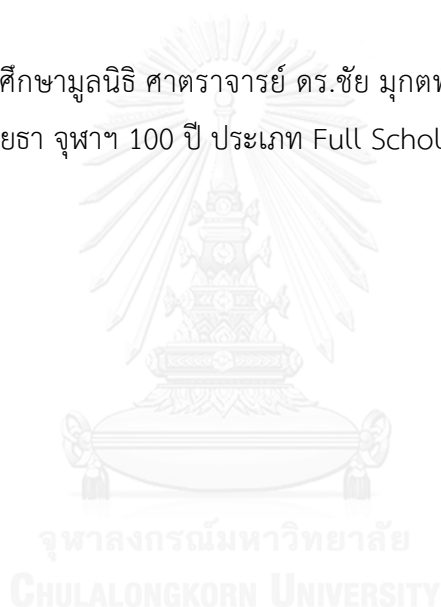 ศึกษามูลนิธิ ศาตราจารย์ ดร.ชัย มุกตพ
ยธา จุฬาฯ 100 ปี ประเภท Full Schol
จุฬาลงกรณ์มหาวิทยาลัย
CHULALONGKORN UNIVERSITY